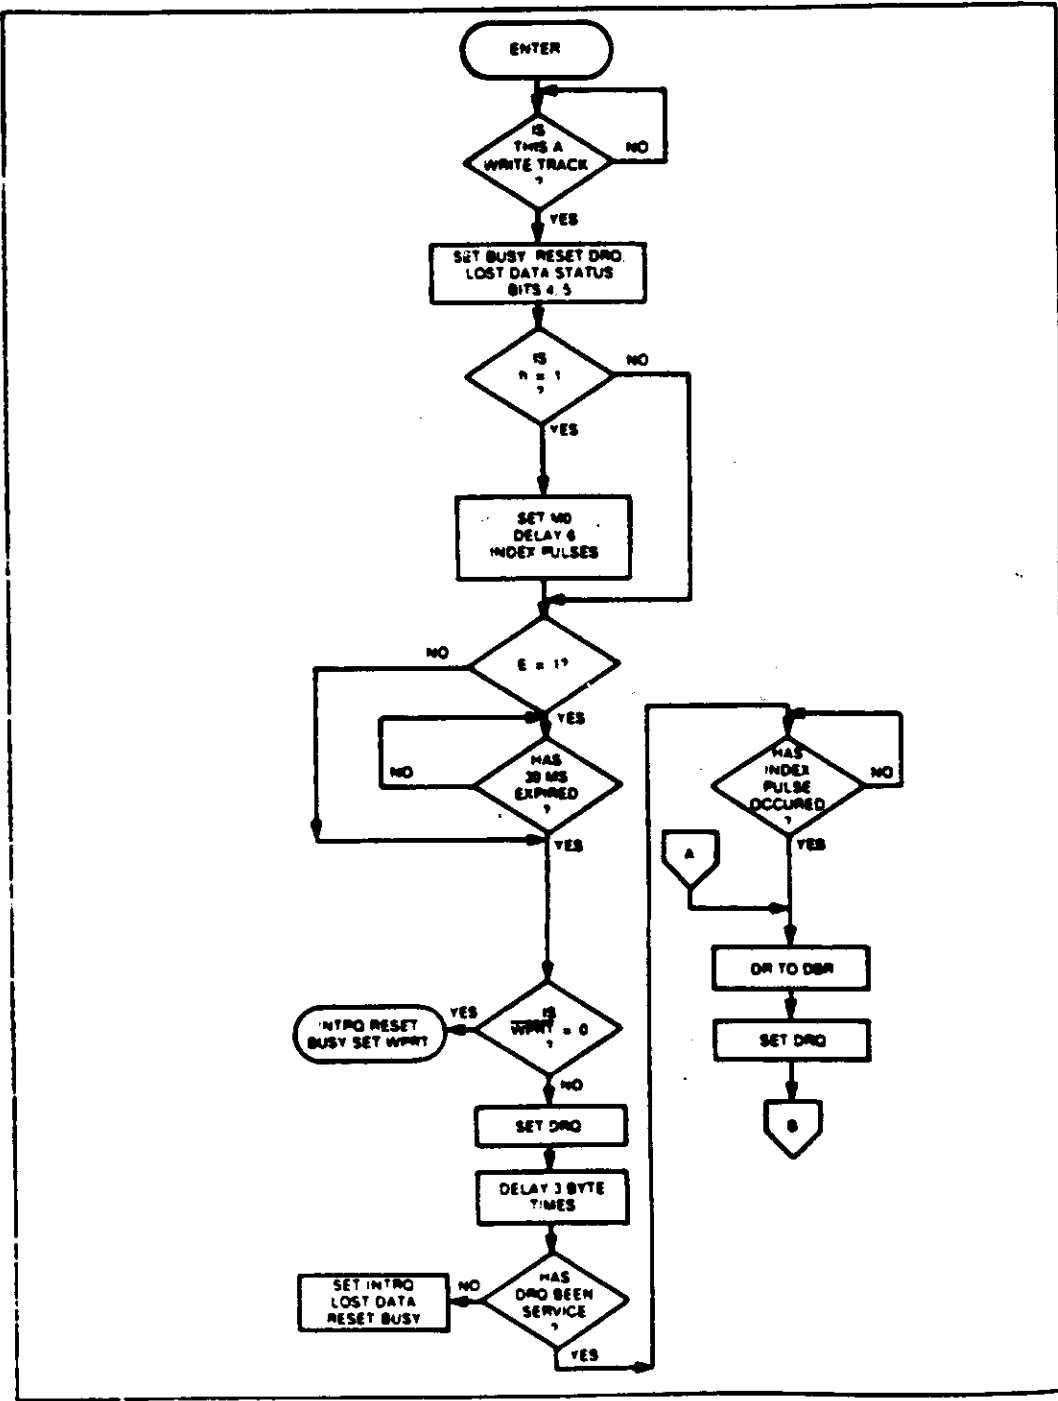 ENTER
IS
THIS A
WRITE TRACK
?
NO
YES
SET BUSY, RESET DRQ,
LOST DATA STATUS
BITS 4, 5
IS
h = 1
?
NO
YES
SET MO
DELAY 6
INDEX PULSES
E = 1?
NO
YES
HAS
30 MS
EXPIRED
?
NO
YES
IS
WPRT = 0
?
YES
INTRQ RESET
BUSY SET WPRT
NO
SET DRQ
DELAY 3 BYTE
TIMES
HAS
DRQ BEEN
SERVICE
?
NO
SET INTRQ
LOST DATA
RESET BUSY
YES
HAS
INDEX
PULSE
OCCURED
?
NO
YES
A
DR TO DSR
SET DRQ
B